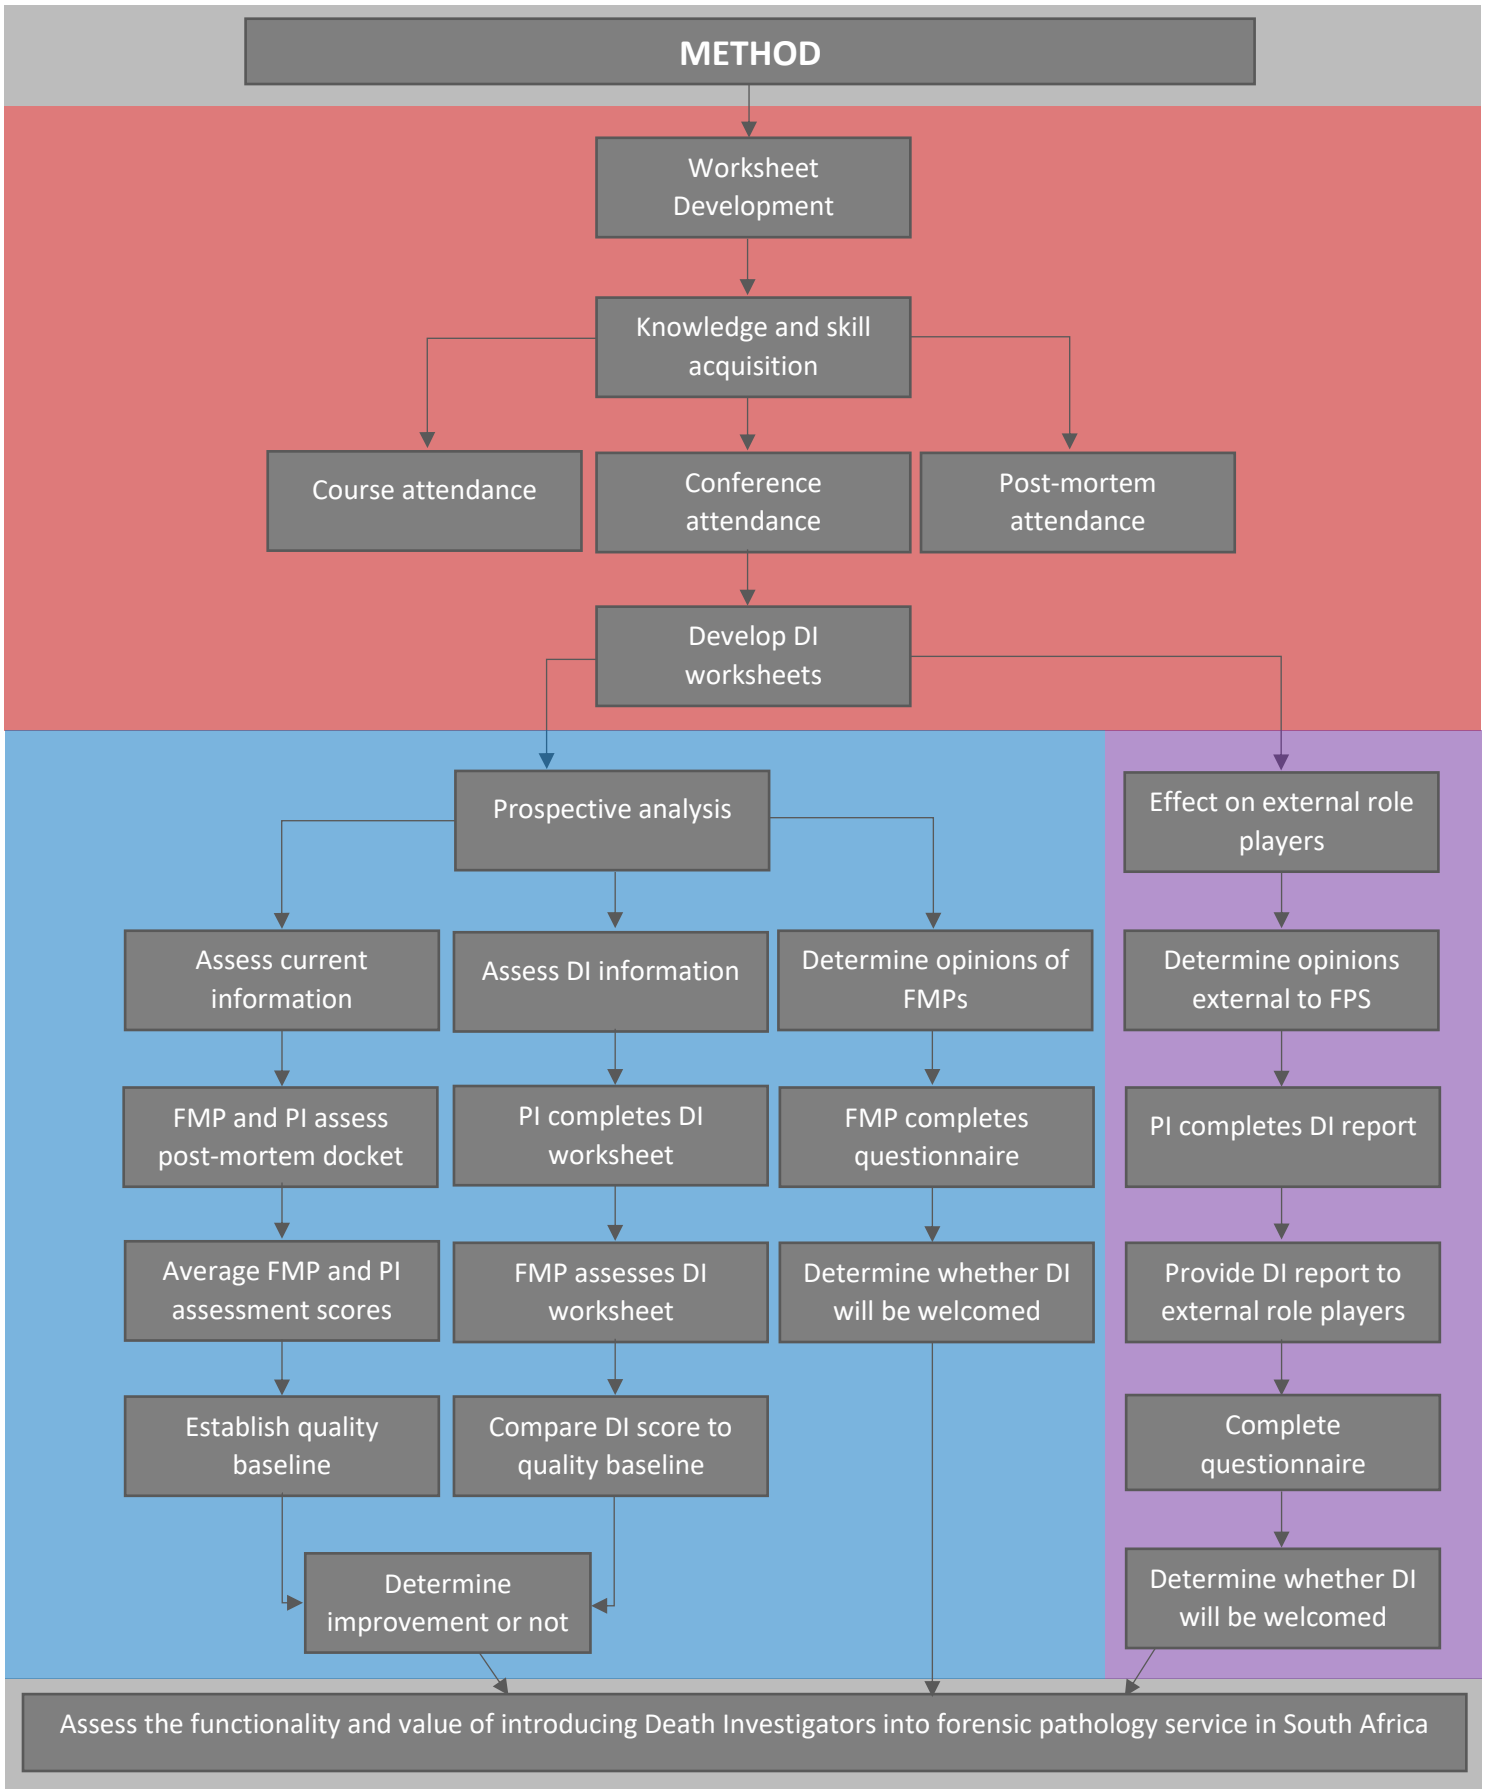 METHOD
Worksheet
Development
Knowledge and skill
acquisition
Course attendance
Conference
attendance
Post-mortem
attendance
Develop DI
worksheets
Prospective analysis
Effect on external role
players
Assess current
information
Assess DI information
Determine opinions of
FMPs
Determine opinions
external to FPS
FMP and PI assess
post-mortem docket
PI completes DI
worksheet
FMP completes
questionnaire
PI completes DI report
Average FMP and PI
assessment scores
FMP assesses DI
worksheet
Determine whether DI
will be welcomed
Provide DI report to
external role players
Establish quality
baseline
Compare DI score to
quality baseline
Complete
questionnaire
Determine
improvement or not
Determine whether DI
will be welcomed
Assess the functionality and value of introducing Death Investigators into forensic pathology service in South Africa